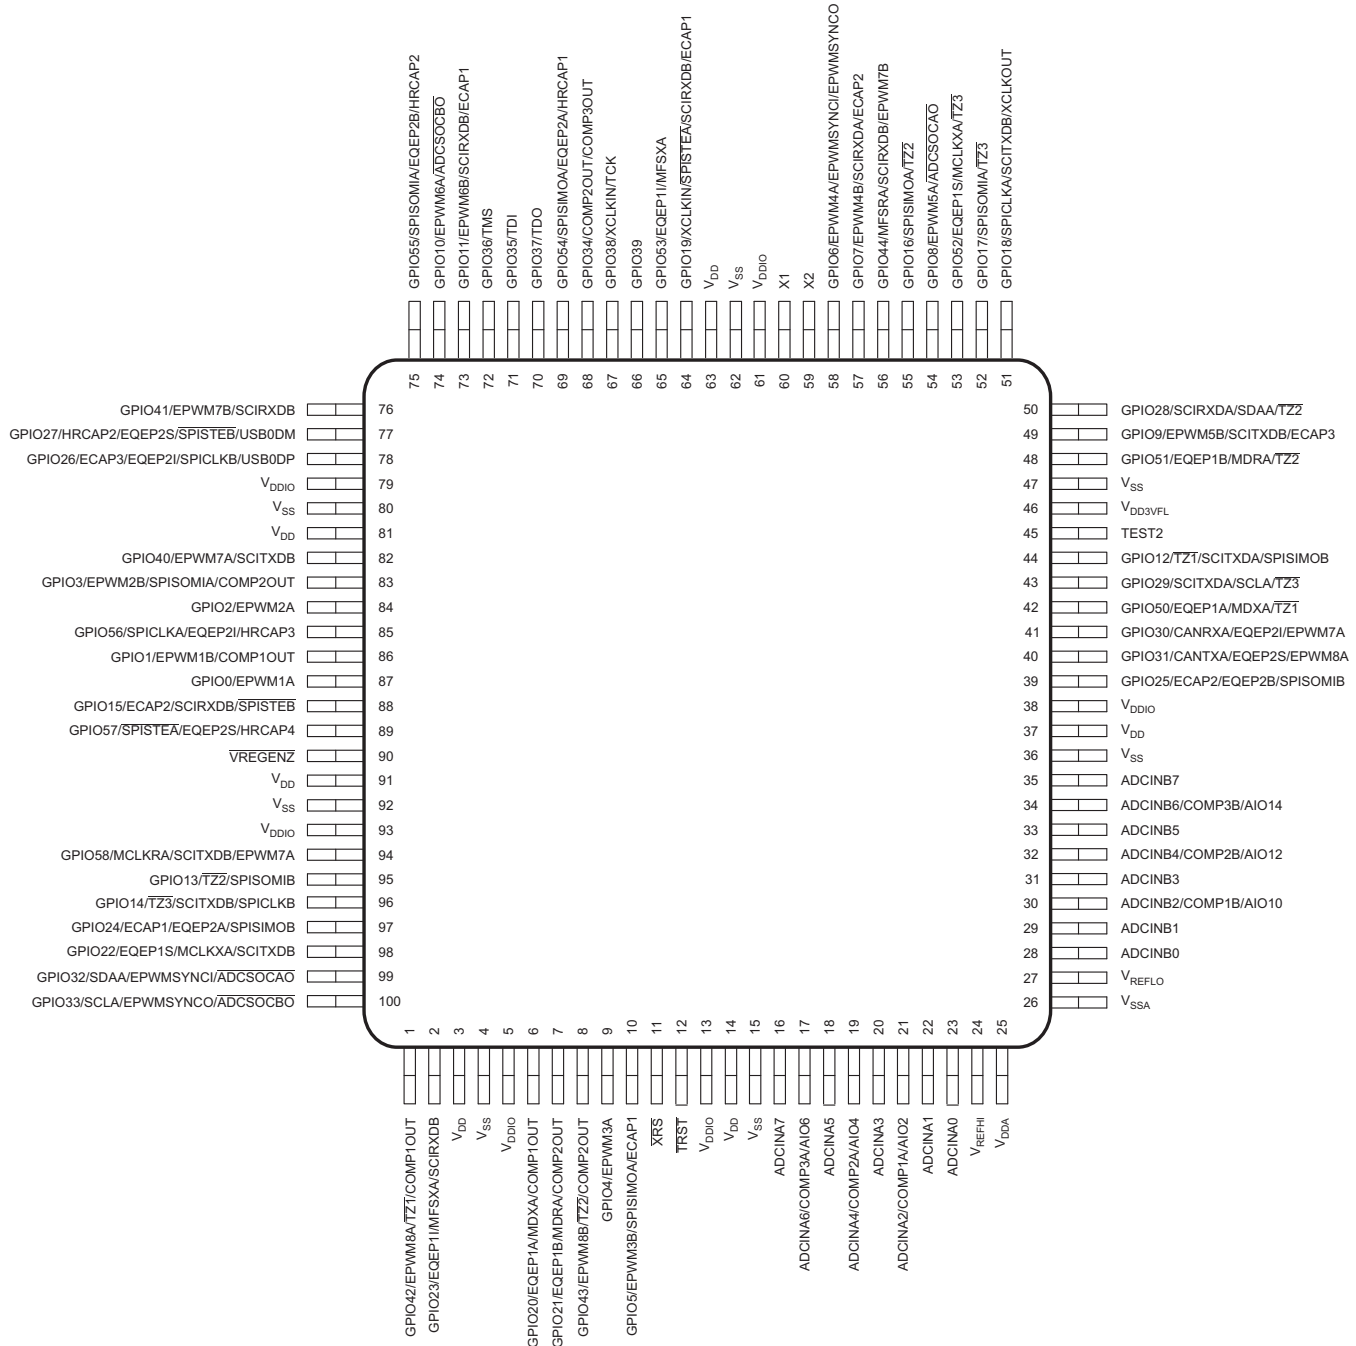 GPIO55/SPISOMIA/EQEP2B/HRCAP2
GPIO10/EPWM6A/ADCSOCBO
GPIO11/EPWM6B/SCIRXDB/ECAP1
GPIO36/TMS
GPIO35/TDI
GPIO37/TDO
GPIO54/SPISIMOA/EQEP2A/HRCAP1
GPIO34/COMP2OUT/COMP3OUT
GPIO38/XCLKIN/TCK
GPIO39
GPIO53/EQEP1I/MFSXA
GPIO19/XCLKIN/SPISTEA/SCIRXDB/ECAP1
VDD
VSS
VDDIO
X1
X2
GPIO6/EPWM4A/EPWMSYNCI/EPWMSYNCO
GPIO7/EPWM4B/SCIRXDA/ECAP2
GPIO44/MFSRA/SCIRXDB/EPWM7B
GPIO16/SPISIMOA/TZ2
GPIO8/EPWM5A/ADCSOCAO
GPIO52/EQEP1S/MCLKXA/TZ3
GPIO17/SPISOMIA/TZ3
GPIO18/SPICLKA/SCITXDB/XCLKOUT
75
74
73
72
71
70
69
68
67
66
65
64
63
62
61
60
59
58
57
56
55
54
53
52
51
GPIO41/EPWM7B/SCIRXDB 76
GPIO27/HRCAP2/EQEP2S/SPISTEB/USB0DM 77
GPIO26/ECAP3/EQEP2I/SPICLKB/USB0DP 78
VDDIO 79
VSS 80
VDD 81
GPIO40/EPWM7A/SCITXDB 82
GPIO3/EPWM2B/SPISOMIA/COMP2OUT 83
GPIO2/EPWM2A 84
GPIO56/SPICLKA/EQEP2I/HRCAP3 85
GPIO1/EPWM1B/COMP1OUT 86
GPIO0/EPWM1A 87
GPIO15/ECAP2/SCIRXDB/SPISTEB 88
GPIO57/SPISTEA/EQEP2S/HRCAP4 89
VREGENZ 90
VDD 91
VSS 92
VDDIO 93
GPIO58/MCLKRA/SCITXDB/EPWM7A 94
GPIO13/TZ2/SPISOMIB 95
GPIO14/TZ3/SCITXDB/SPICLKB 96
GPIO24/ECAP1/EQEP2A/SPISIMOB 97
GPIO22/EQEP1S/MCLKXA/SCITXDB 98
GPIO32/SDAA/EPWMSYNCI/ADCSOCAO 99
GPIO33/SCLA/EPWMSYNCO/ADCSOCBO 100
50 GPIO28/SCIRXDA/SDAA/TZ2
49 GPIO9/EPWM5B/SCITXDB/ECAP3
48 GPIO51/EQEP1B/MDRA/TZ2
47 VSS
46 VDD3VFL
45 TEST2
44 GPIO12/TZ1/SCITXDA/SPISIMOB
43 GPIO29/SCITXDA/SCLA/TZ3
42 GPIO50/EQEP1A/MDXA/TZ1
41 GPIO30/CANRXA/EQEP2I/EPWM7A
40 GPIO31/CANTXA/EQEP2S/EPWM8A
39 GPIO25/ECAP2/EQEP2B/SPISOMIB
38 VDDIO
37 VDD
36 VSS
35 ADCINB7
34 ADCINB6/COMP3B/AIO14
33 ADCINB5
32 ADCINB4/COMP2B/AIO12
31 ADCINB3
30 ADCINB2/COMP1B/AIO10
29 ADCINB1
28 ADCINB0
27 VREFLO
26 VSSA
1
2
3
4
5
6
7
8
9
10
11
12
13
14
15
16
17
18
19
20
21
22
23
24
25
GPIO42/EPWM8A/TZ1/COMP1OUT
GPIO23/EQEP1I/MFSXA/SCIRXDB
VDD
VSS
VDDIO
GPIO20/EQEP1A/MDXA/COMP1OUT
GPIO21/EQEP1B/MDRA/COMP2OUT
GPIO43/EPWM8B/TZ2/COMP2OUT
GPIO4/EPWM3A
GPIO5/EPWM3B/SPISIMOA/ECAP1
XRS
TRST
VDDIO
VDD
VSS
ADCINA7
ADCINA6/COMP3A/AIO6
ADCINA5
ADCINA4/COMP2A/AIO4
ADCINA3
ADCINA2/COMP1A/AIO2
ADCINA1
ADCINA0
VREFHI
VDDA